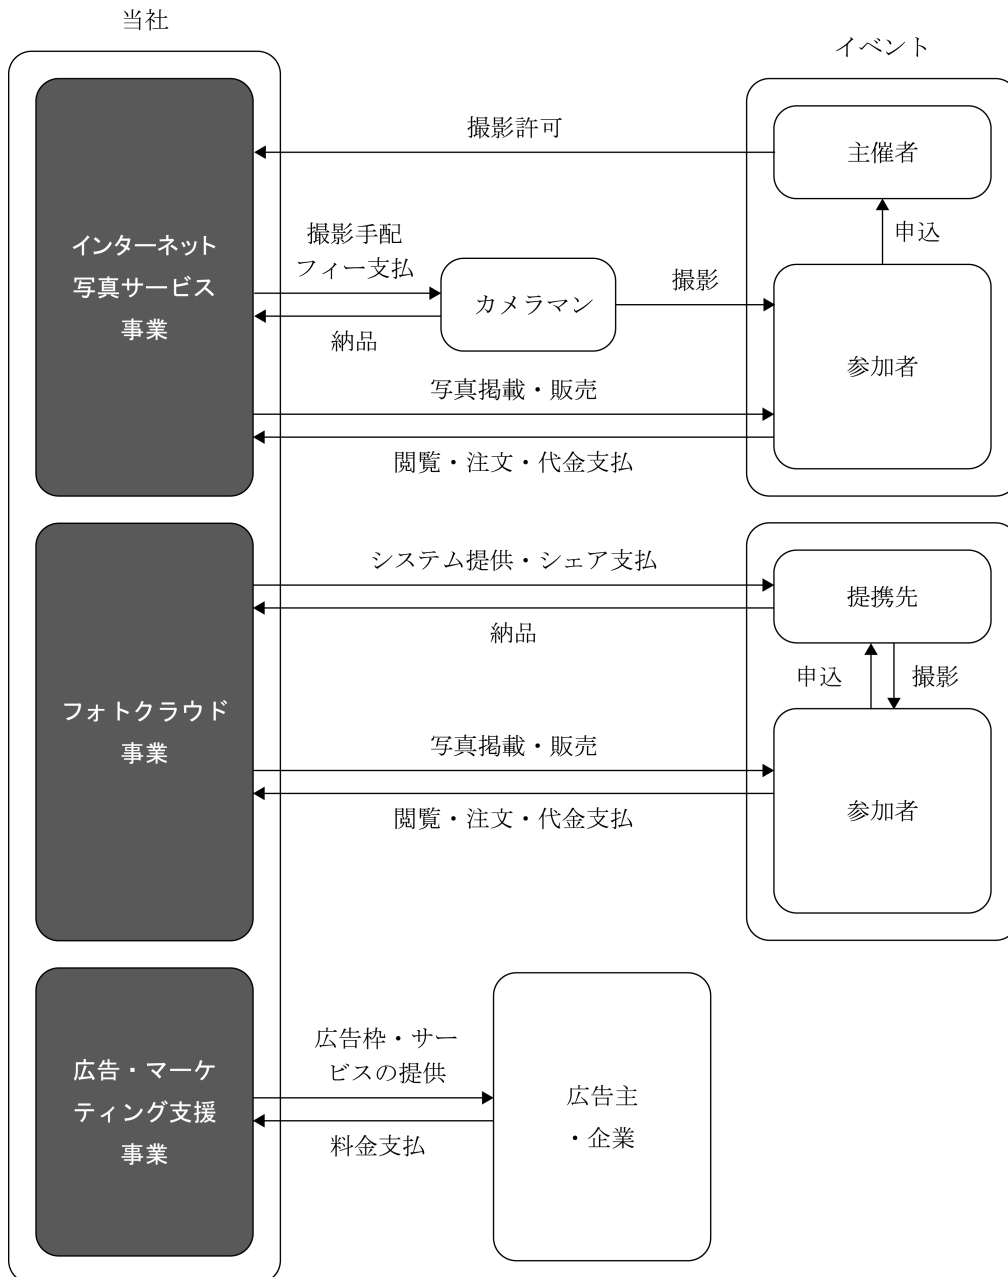 当社
イベント
撮影許可
主催者
申込
インターネット
写真サービス
事業
撮影手配
フィー支払
カメラマン
撮影
納品
参加者
写真掲載・販売
閲覧・注文・代金支払
システム提供・シェア支払
提携先
納品
申込
撮影
フォトクラウド
事業
写真掲載・販売
閲覧・注文・代金支払
参加者
広告・マーケ
ティング支援
事業
広告枠・サー
ビスの提供
料金支払
広告主
・企業